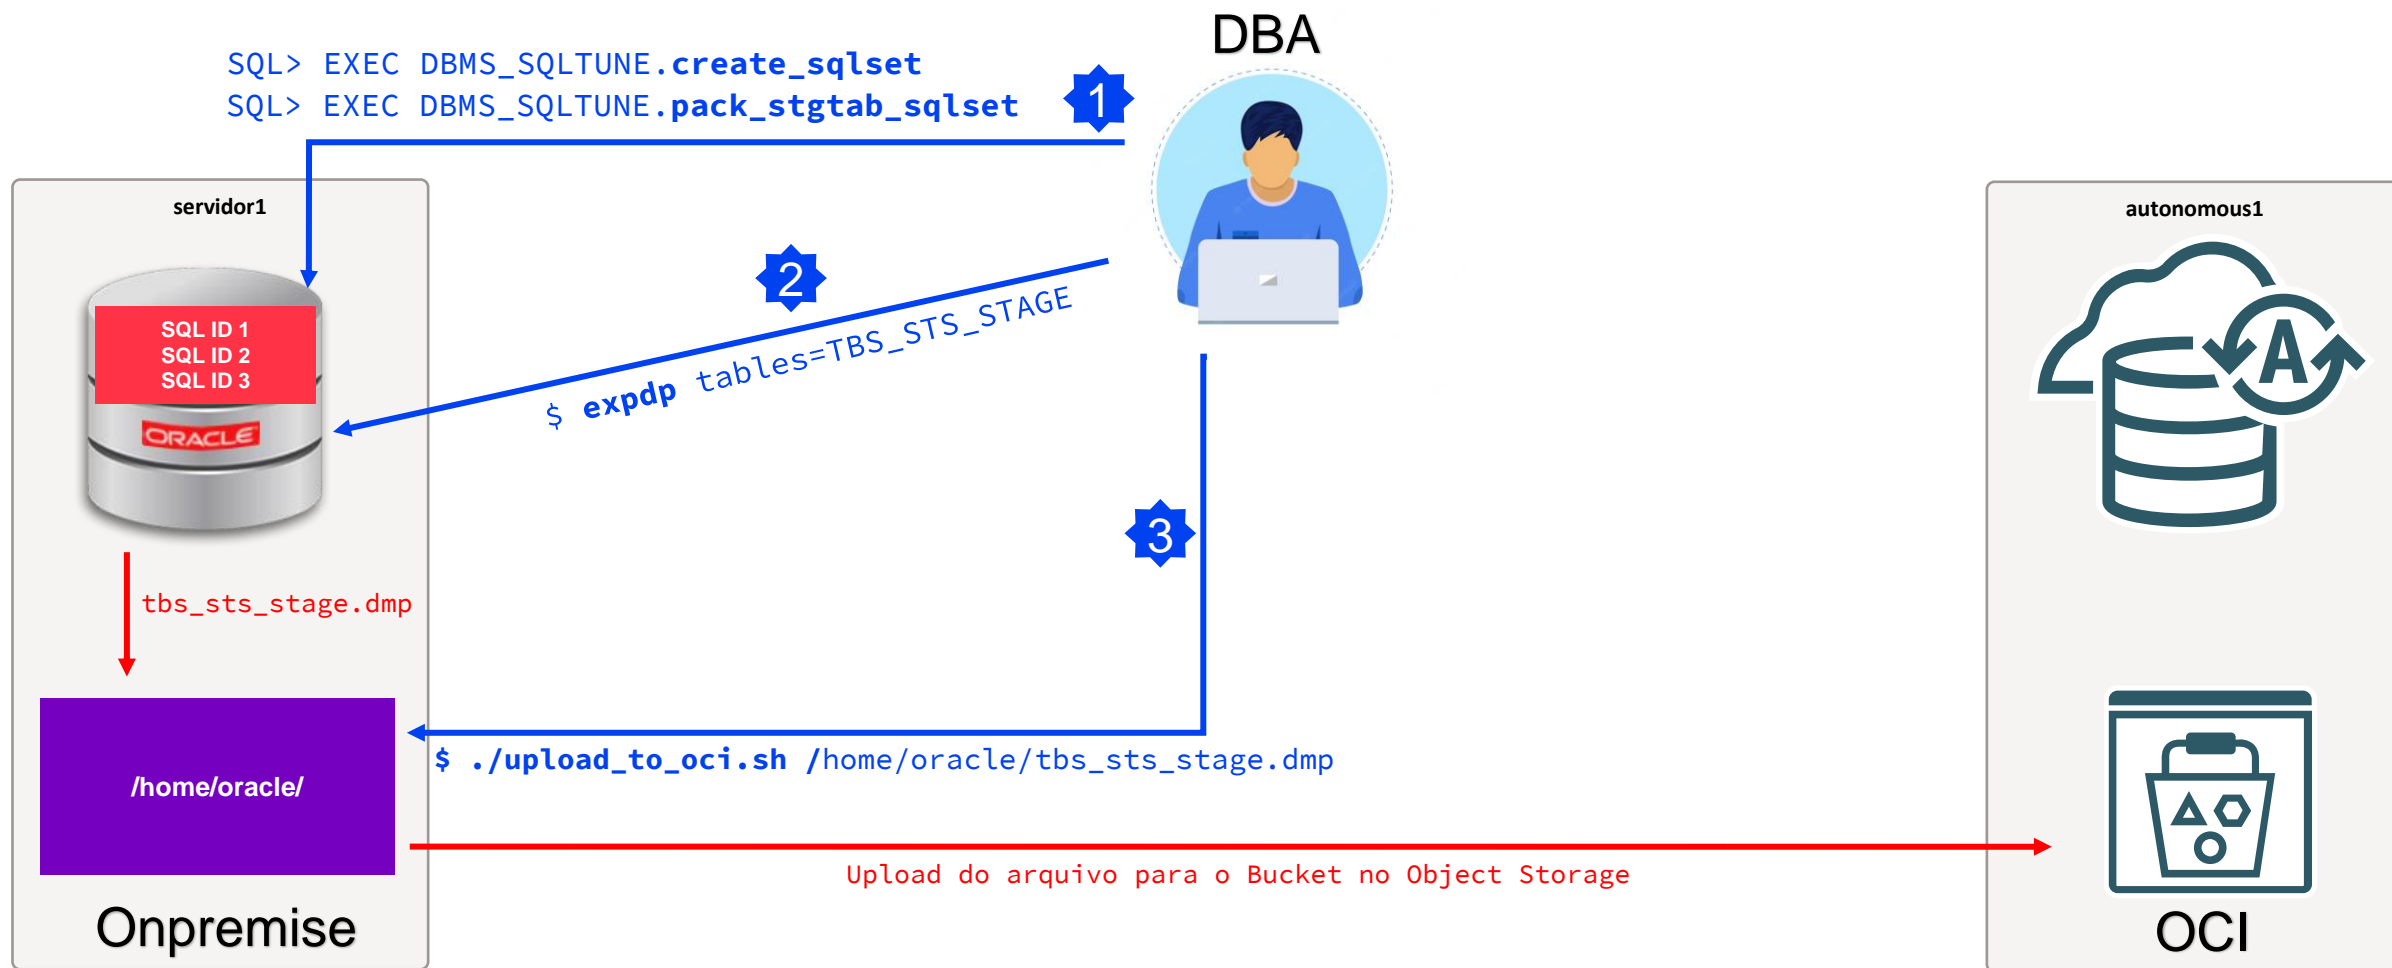 DBA
SQL> EXEC DBMS_SQLTUNE.create_sqlset
SQL> EXEC DBMS_SQLTUNE.pack_stgtab_sqlset
1
servidor1
autonomous1
2
SQL ID 1
SQL ID 2
SQL ID 3
$ expdp tables=TBS_STS_STAGE
ORACLE
A
3
tbs_sts_stage.dmp
$ ./upload_to_oci.sh /home/oracle/tbs_sts_stage.dmp
/home/oracle/
Upload do arquivo para o Bucket no Object Storage
Onpremise
OCI